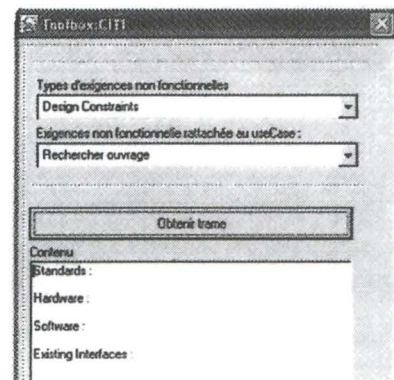 Toolbox:CITI
Types d'exigences non fonctionnelles
Design Constraints
Exigences non fonctionnelle rattachée au useCase :
Rechercher ouvrage
Obtenir trame
Contenu
Standards :
Hardware :
Software :
Existing Interfaces :